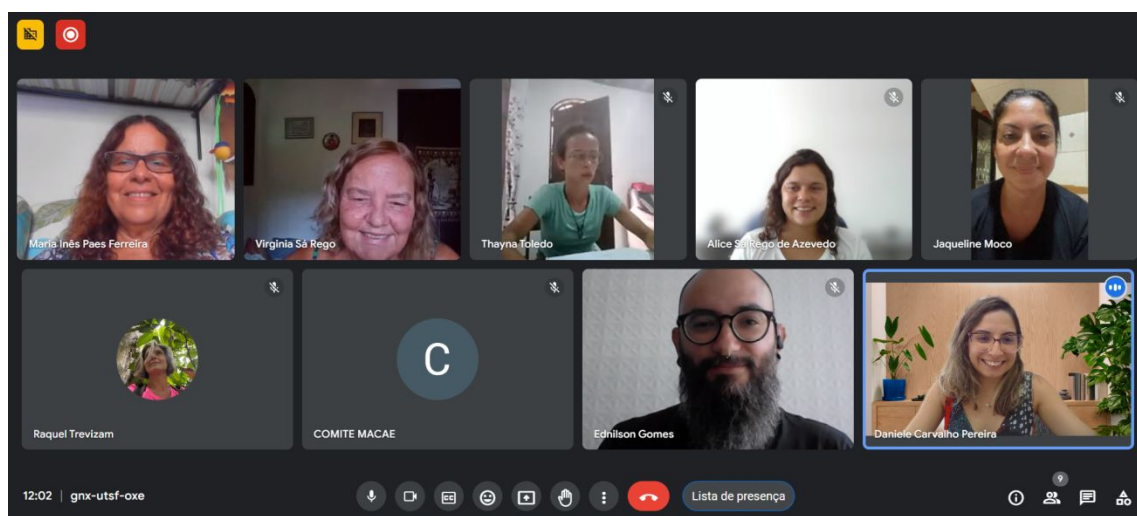 Maria Inês Paes Ferreira
Virginia Sá Rego
Thayna Toledo
Alice Sá Rego de Azevedo
Jaqueline Moco
Raquel Trevizam
C
COMITE MACAE
Ednilson Gomes
Daniele Carvalho Pereira
12:02 | gnx-utsf-oxe
CC
Lista de presença
9